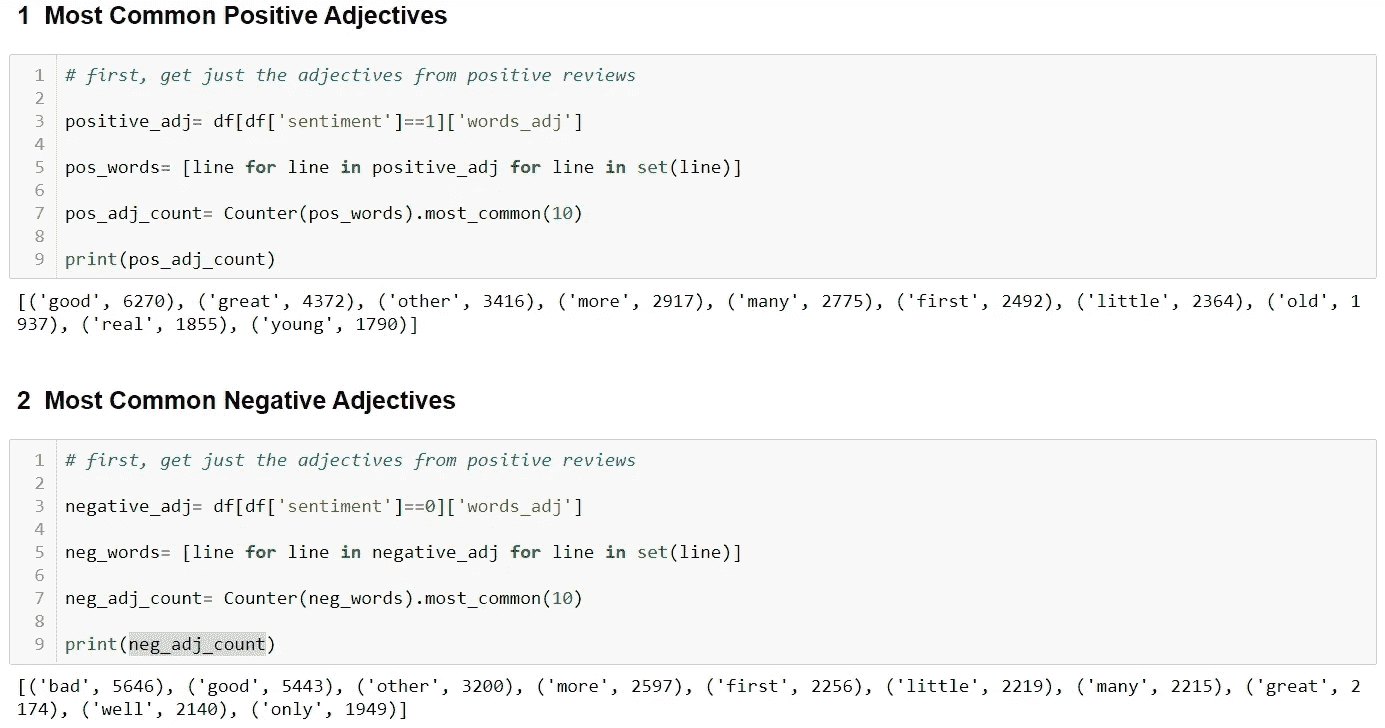 1 Most Common Positive Adjectives
1 # first, get just the adjectives from positive reviews
2
3 positive_adj= df[df['sentiment']==1]['words_adj']
4
5 pos_words= [line for line in positive_adj for line in set(line)]
6
7 pos_adj_count= Counter(pos_words).most_common(10)
8
9 print(pos_adj_count)
[('good', 6270), ('great', 4372), ('other', 3416), ('more', 2917), ('many', 2775), ('first', 2492), ('little', 2364), ('old', 1
937), ('real', 1855), ('young', 1790)]
2 Most Common Negative Adjectives
1 # first, get just the adjectives from positive reviews
2
3 negative_adj= df[df['sentiment']==0]['words_adj']
4
5 neg_words= [line for line in negative_adj for line in set(line)]
6
7 neg_adj_count= Counter(neg_words).most_common(10)
8
9 print(neg_adj_count)
[('bad', 5646), ('good', 5443), ('other', 3200), ('more', 2597), ('first', 2256), ('little', 2219), ('many', 2215), ('great', 2
174), ('well', 2140), ('only', 1949)]